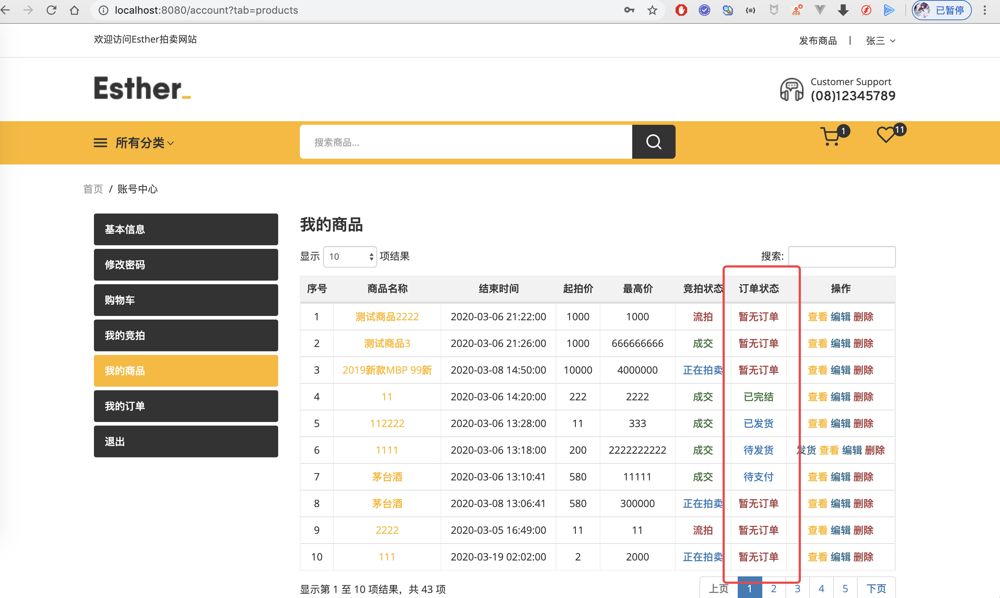 localhost:8080/account?tab=products
已暂停
欢迎访问Esther拍卖网站
发布商品 | 张三
Esther_
Customer Support
(08)12345789
所有分类
搜索商品...
1
11
首页 / 账号中心
基本信息
修改密码
购物车
我的竞拍
我的商品
我的订单
退出
我的商品
显示 10 项结果
搜索:
序号 商品名称 结束时间 起拍价 最高价 竞拍状态 订单状态 操作
1 测试商品2222 2020-03-06 21:22:00 1000 1000 流拍 暂无订单 查看 编辑 删除
2 测试商品3 2020-03-06 21:26:00 1000 666666666 成交 暂无订单 查看 编辑 删除
3 2019新款MBP 99新 2020-03-08 14:50:00 10000 4000000 正在拍卖 暂无订单 查看 编辑 删除
4 11 2020-03-06 14:20:00 222 2222 成交 已完结 查看 编辑 删除
5 112222 2020-03-06 13:28:00 11 333 成交 已发货 查看 编辑 删除
6 1111 2020-03-06 13:18:00 200 2222222222 成交 待发货 发货 查看 编辑 删除
7 茅台酒 2020-03-06 13:10:41 580 11111 成交 待支付 查看 编辑 删除
8 茅台酒 2020-03-08 13:06:41 580 300000 正在拍卖 暂无订单 查看 编辑 删除
9 2222 2020-03-05 16:49:00 11 11 流拍 暂无订单 查看 编辑 删除
10 111 2020-03-19 02:02:00 2 2000 正在拍卖 暂无订单 查看 编辑 删除
显示第 1 至 10 项结果，共 43 项
上页 1 2 3 4 5 下页